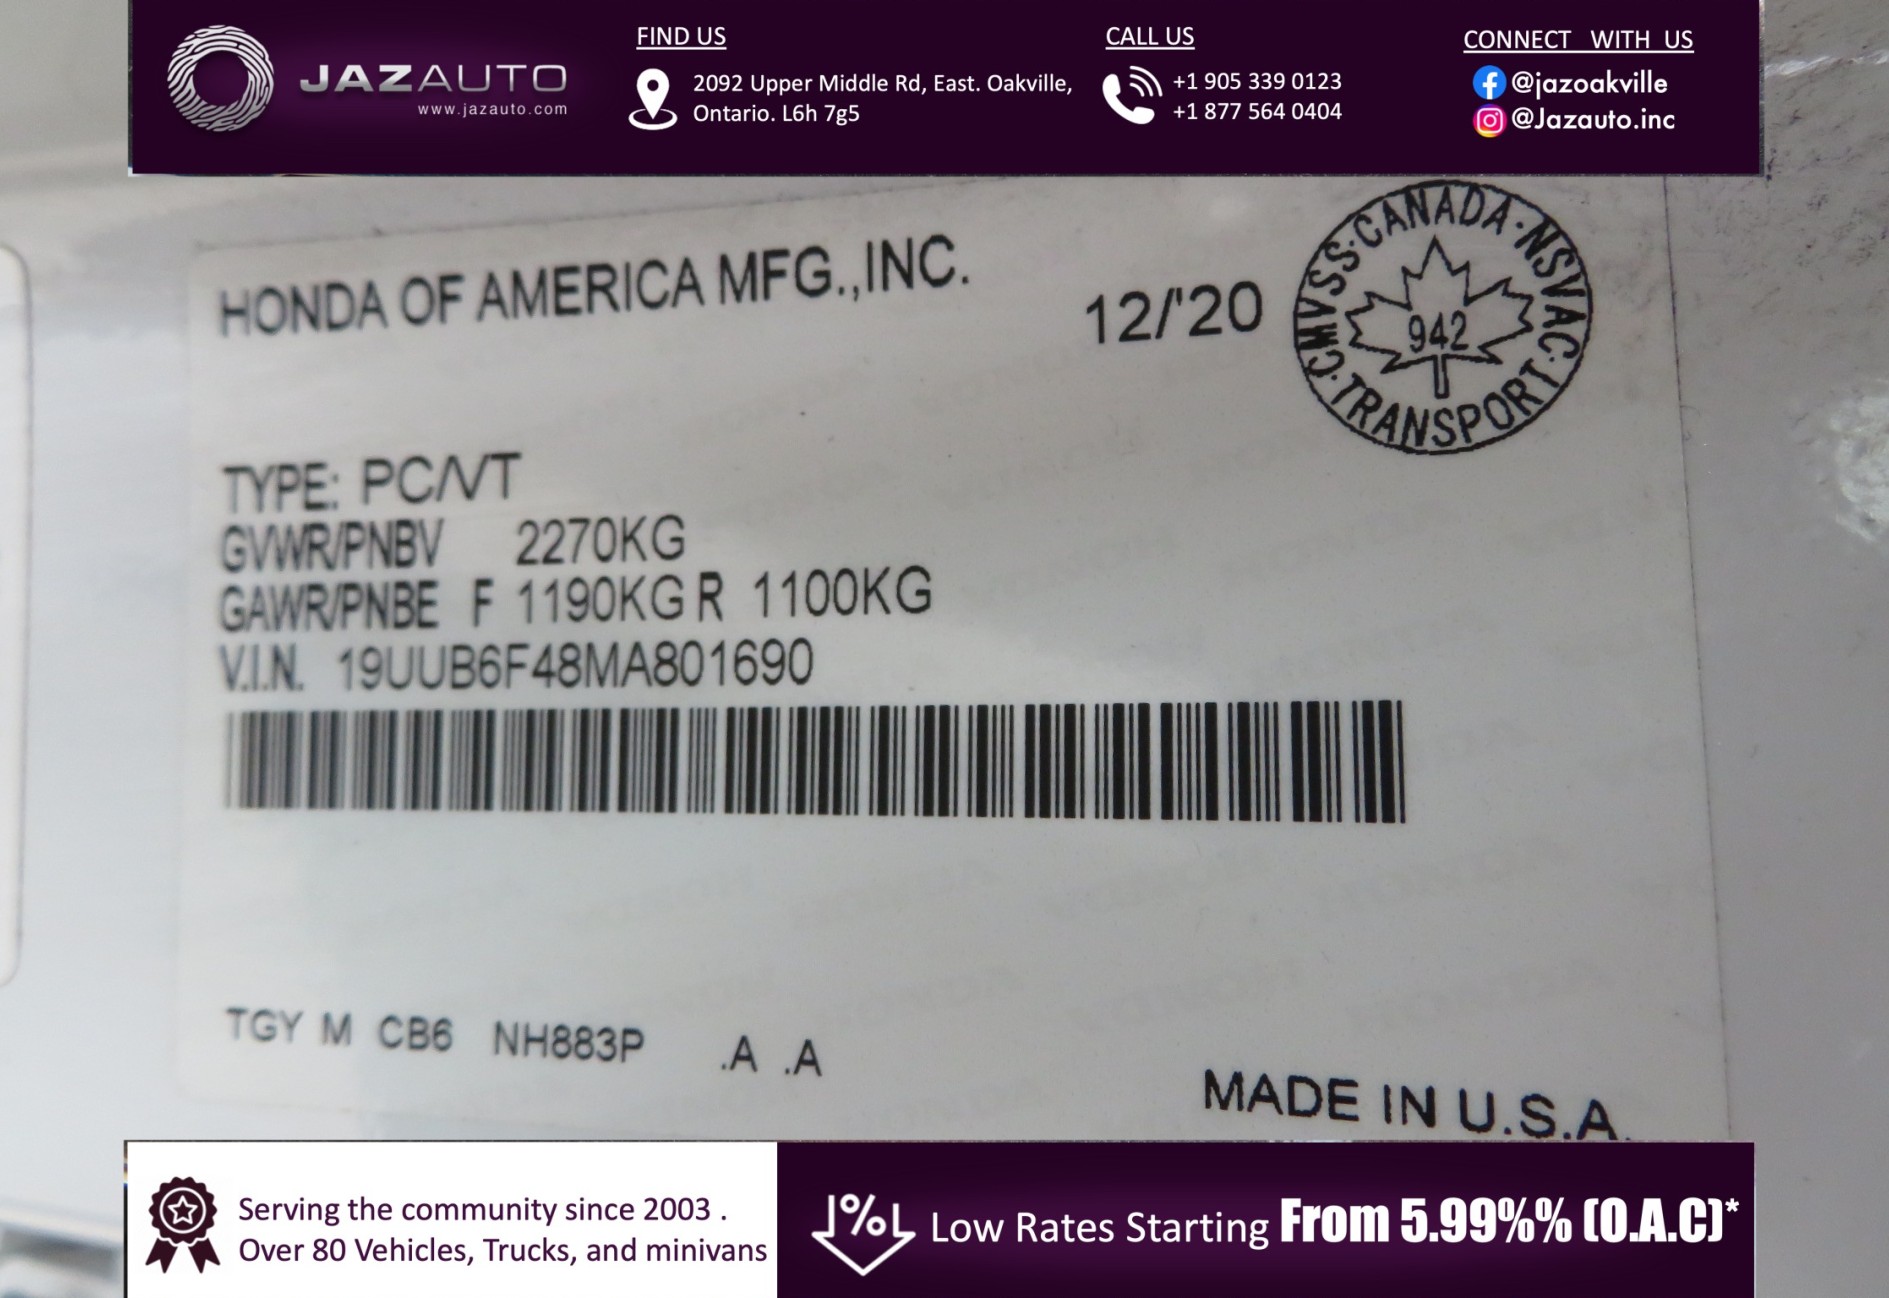 JAZAUTO
www.jazauto.com
FIND US
2092 Upper Middle Rd, East. Oakville,
Ontario. L6h 7g5
CALL US
+1 905 339 0123
+1 877 564 0404
CONNECT WITH US
@jazoakville
@Jazauto.inc
HONDA OF AMERICA MFG.,INC.
12/'20
CMVSS·CANADA·NSVAC·TRANSPORT·
942
TYPE: PC/VT
GVWR/PNBV 2270KG
GAWR/PNBE F 1190KG R 1100KG
V.I.N. 19UUB6F48MA801690
TGY M CB6 NH883P .A .A
MADE IN U.S.A.
Serving the community since 2003 .
Over 80 Vehicles, Trucks, and minivans
1% Low Rates Starting From 5.99%% (O.A.C)*